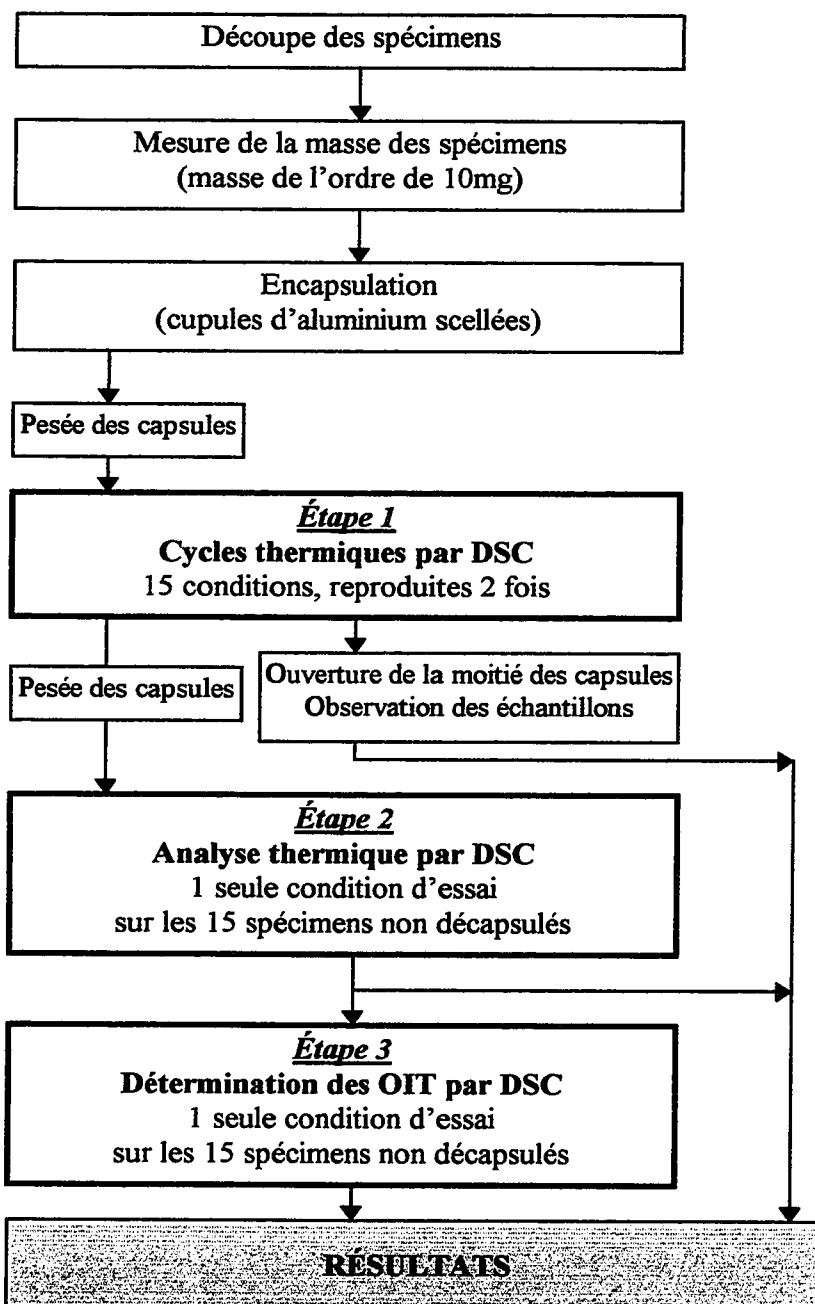 Découpe des spécimens
Mesure de la masse des spécimens
(masse de l'ordre de 10mg)
Encapsulation
(cupules d'aluminium scellées)
Pesée des capsules
Étape 1
Cycles thermiques par DSC
15 conditions, reproduites 2 fois
Pesée des capsules
Ouverture de la moitié des capsules
Observation des échantillons
Étape 2
Analyse thermique par DSC
1 seule condition d'essai
sur les 15 spécimens non décapsulés
Étape 3
Détermination des OIT par DSC
1 seule condition d'essai
sur les 15 spécimens non décapsulés
RÉSULTATS